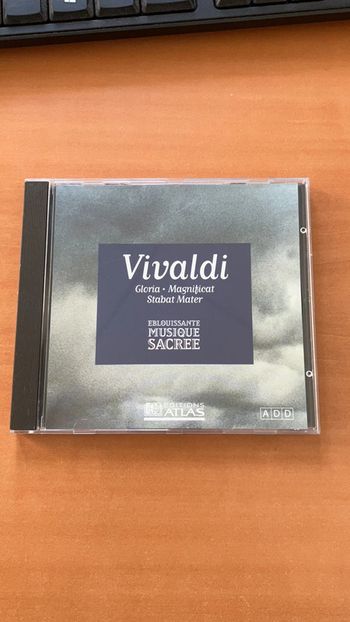 Vivaldi
Gloria · Magnificat
Stabat Mater
EBLOUISSANTE
MUSIQUE
SACREE
EDITIONS
ATLAS
ADD